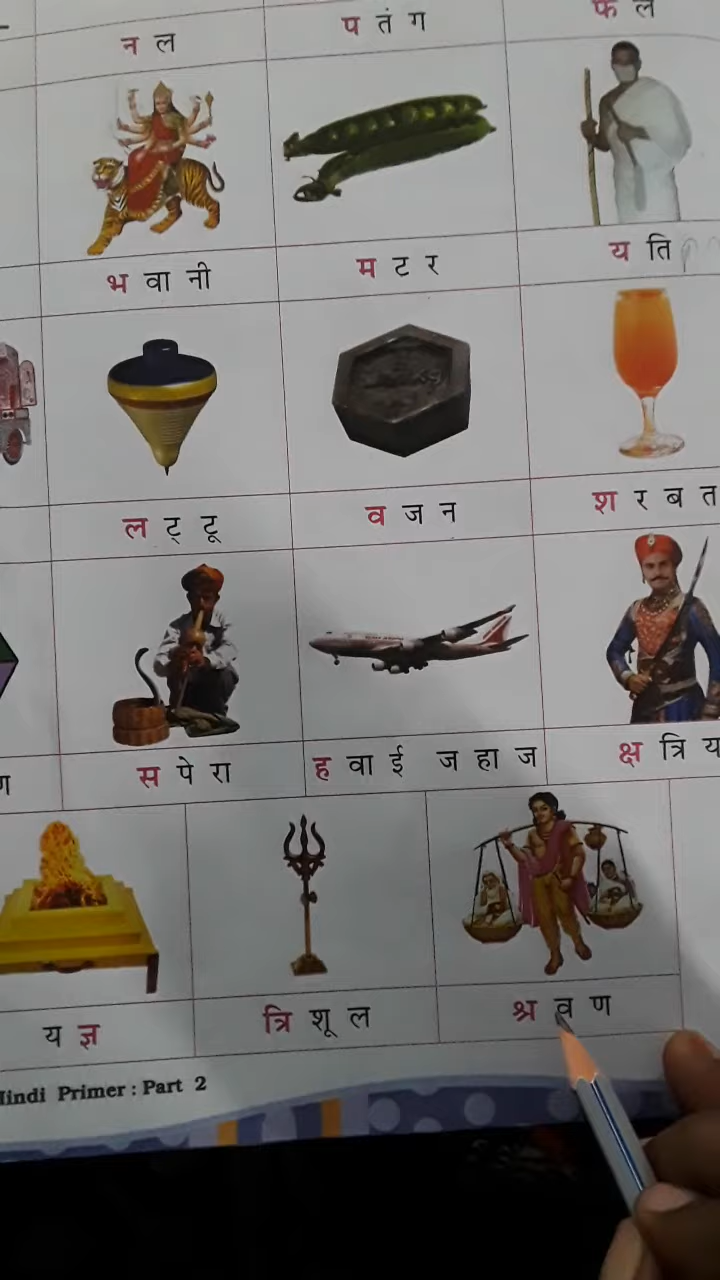 न ल प तं ग फ ल
भ वा नी म ट र य ति
ल ट् टू व ज न श र ब त
स पे रा ह वा ई ज हा ज क्ष त्रि य
य ज्ञ त्रि शू ल श्र व ण
Hindi Primer : Part 2